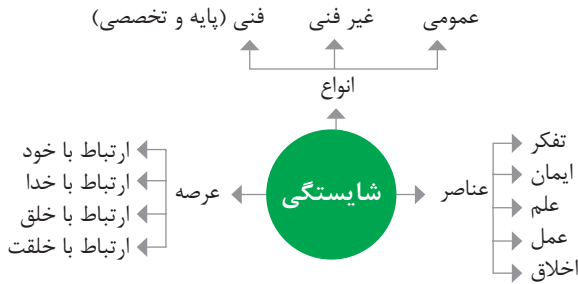 عمومی
غیر فنی
فنی (پایه و تخصصی)
انواع
شایستگی
عناصر
تفکر
ایمان
علم
عمل
اخلاق
عرصه
ارتباط با خود
ارتباط با خدا
ارتباط با خلق
ارتباط با خلقت